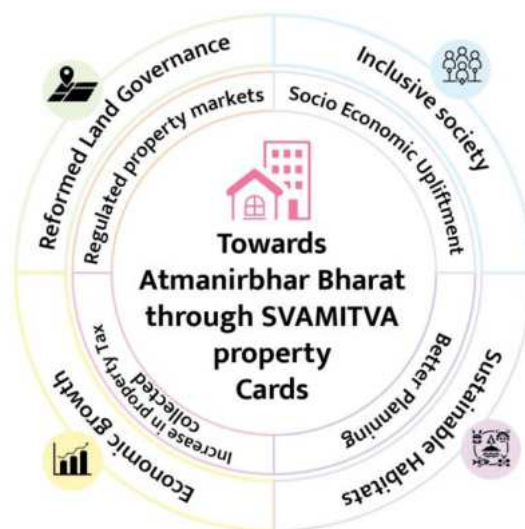 Reformed Land Governance
Inclusive society
Regulated property markets
Socio Economic Upliftment
Towards
Atmanirbhar Bharat
through SVAMITVA
property
Cards
Increase in property Tax
collected
Better Planning
Economic growth
Sustainable Habitats